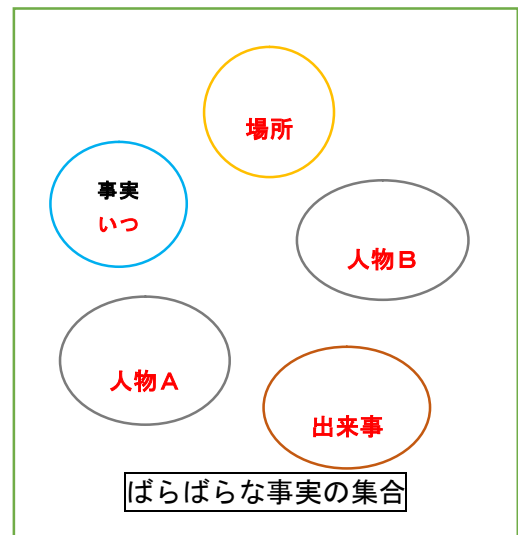 場所
事実
いつ
人物Ｂ
人物Ａ
出来事
ばらばらな事実の集合